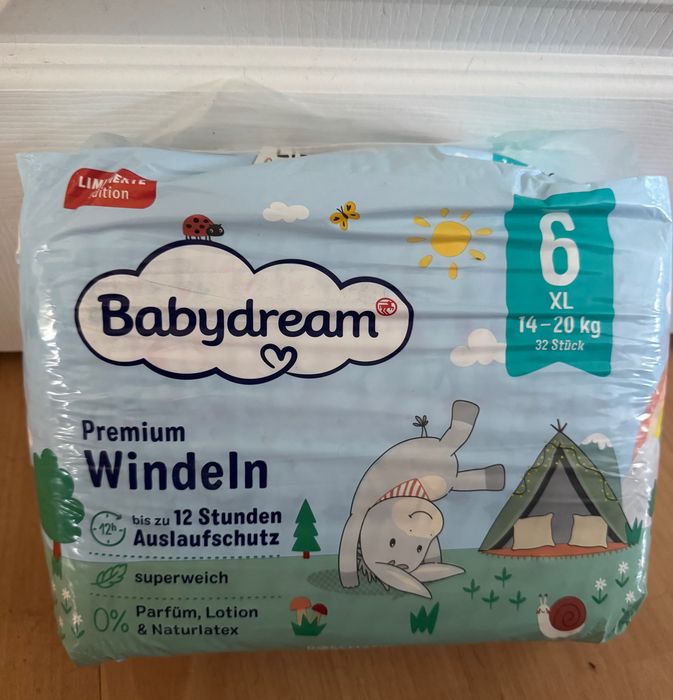 Edition
6
XL
14–20 kg
32 Stück
Babydream
Premium
Windeln
12h
bis zu 12 Stunden
Auslaufschutz
superweich
0%
Parfüm, Lotion
& Naturlatex